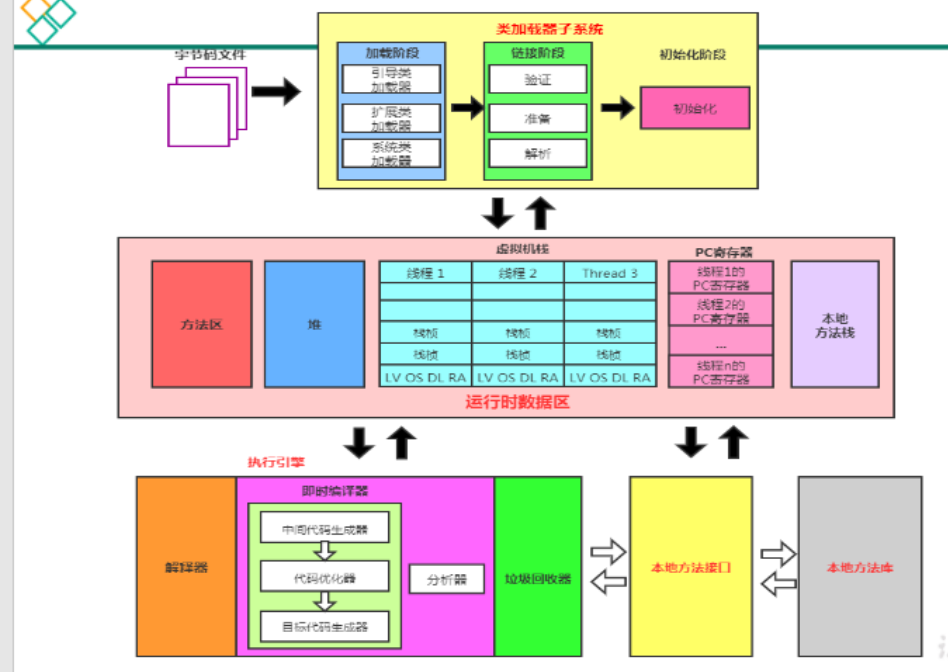 类加载器子系统
字节码文件
加载阶段
链接阶段
初始化阶段
引导类
加载器
扩展类
加载器
系统类
加载器
验证
准备
解析
初始化
虚拟机栈
PC寄存器
方法区
堆
线程 1
线程 2
Thread 3
栈桢
栈桢
栈桢
栈桢
栈桢
栈桢
LV OS DL RA
LV OS DL RA
LV OS DL RA
线程1的
PC寄存器
线程2的
PC寄存器
...
线程n的
PC寄存器
本地
方法栈
运行时数据区
执行引擎
解释器
即时编译器
中间代码生成器
代码优化器
目标代码生成器
分析器
垃圾回收器
本地方法接口
本地方法库